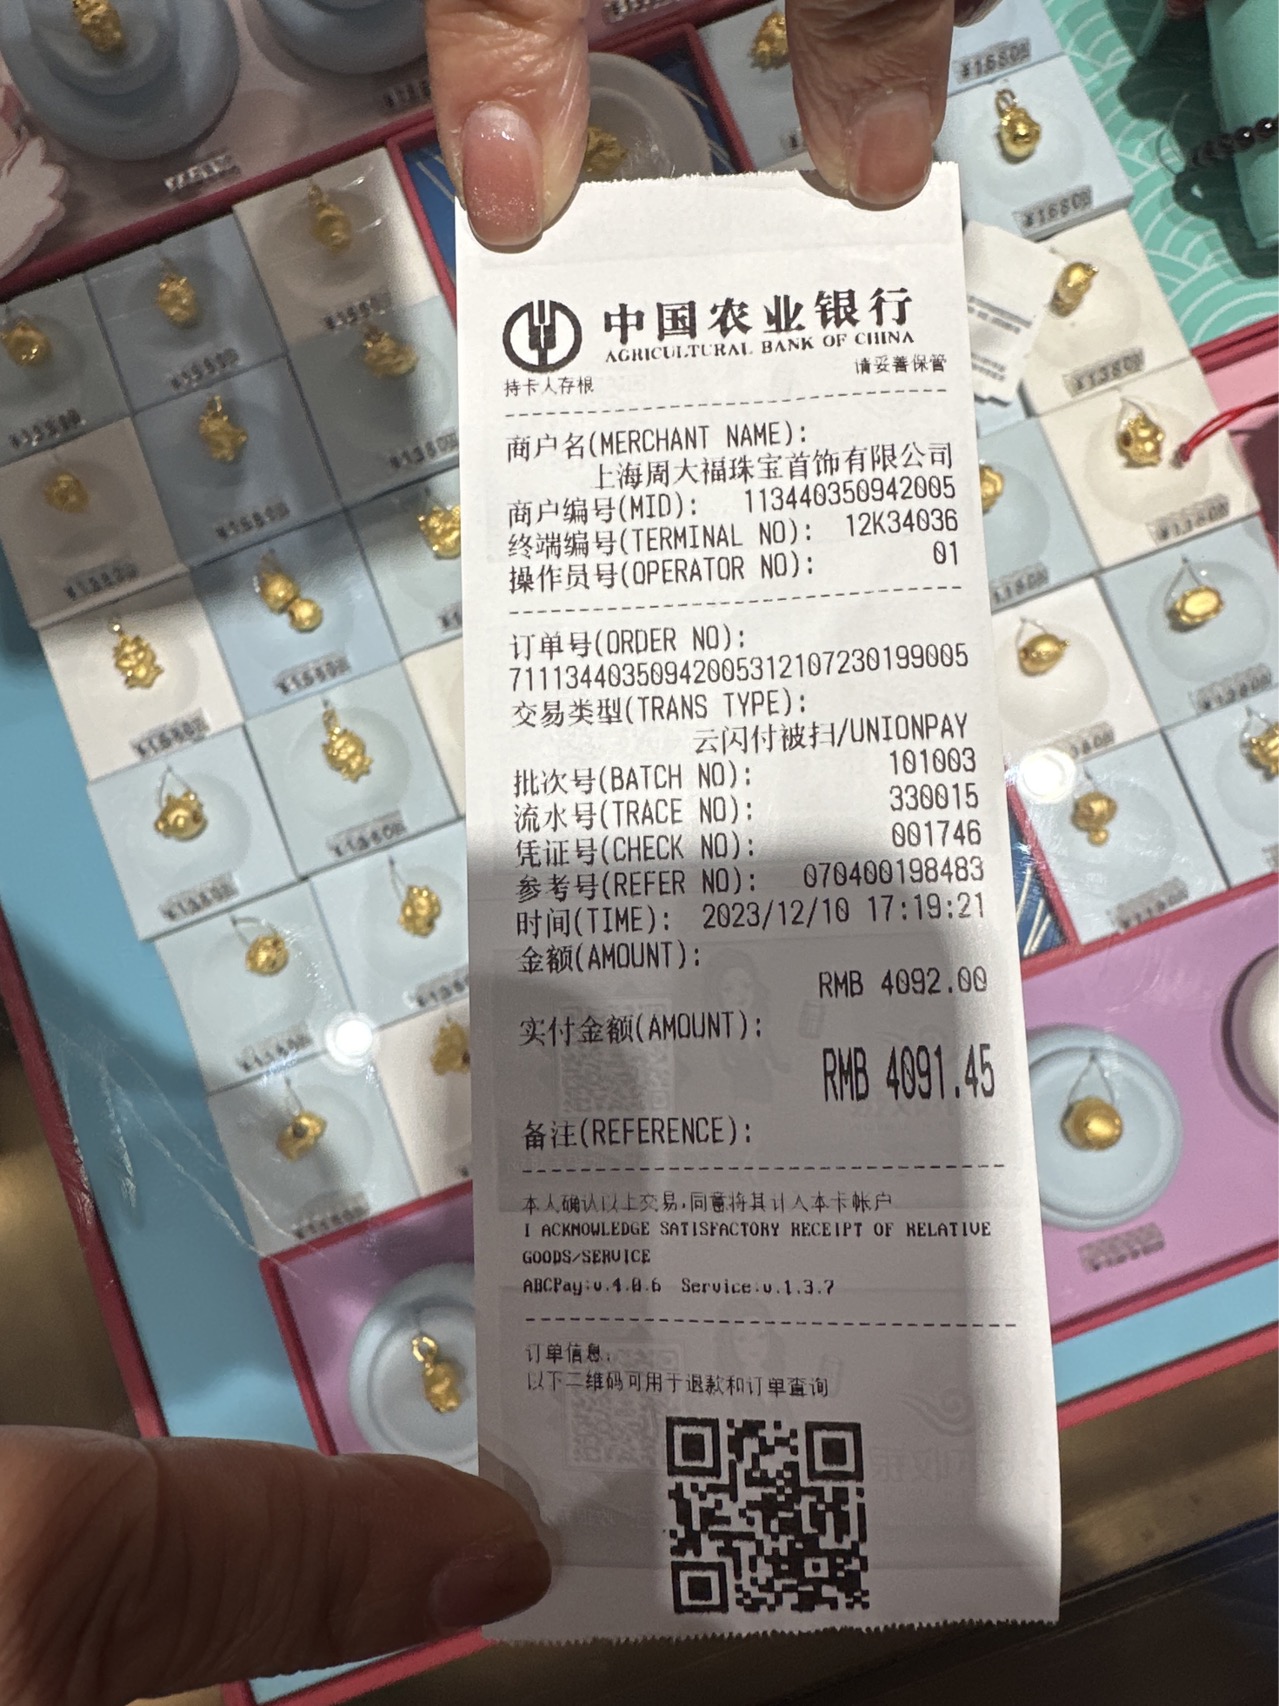 中国农业银行
AGRICULTURAL BANK OF CHINA
持卡人存根
请妥善保管
商户名(MERCHANT NAME):
上海周大福珠宝首饰有限公司
商户编号(MID): 113440350942005
终端编号(TERMINAL NO): 12K34036
操作员号(OPERATOR NO): 01
订单号(ORDER NO):
71113440350942005312107230199005
交易类型(TRANS TYPE):
云闪付被扫/UNIONPAY
批次号(BATCH NO): 101003
流水号(TRACE NO): 330015
凭证号(CHECK NO): 001746
参考号(REFER NO): 070400198483
时间(TIME): 2023/12/10 17:19:21
金额(AMOUNT):
RMB 4092.00
实付金额(AMOUNT):
RMB 4091.45
备注(REFERENCE):
本人确认以上交易,同意将其计入本卡帐户
I ACKNOWLEDGE SATISFACTORY RECEIPT OF RELATIVE
GOODS/SERVICE
ABCPay:v.4.0.6 Service:v.1.3.7
订单信息:
以下二维码可用于退款和订单查询